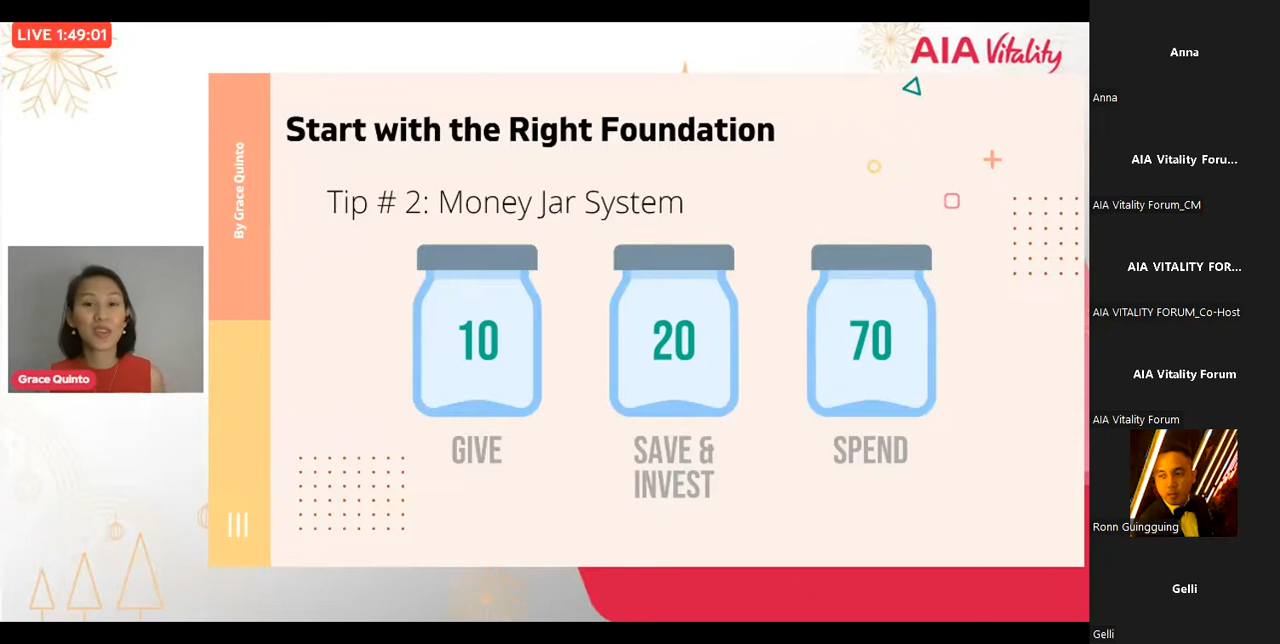 LIVE 1:49:01
AIA Vitality
By Grace Quinto
Start with the Right Foundation
Tip # 2: Money Jar System
10
20
70
GIVE
SAVE &
INVEST
SPEND
Grace Quinto
Anna
Anna
AIA Vitality Foru...
AIA Vitality Forum_CM
AIA VITALITY FOR...
AIA VITALITY FORUM_Co-Host
AIA Vitality Forum
AIA Vitality Forum
Ronn Guingguing
Gelli
Gelli